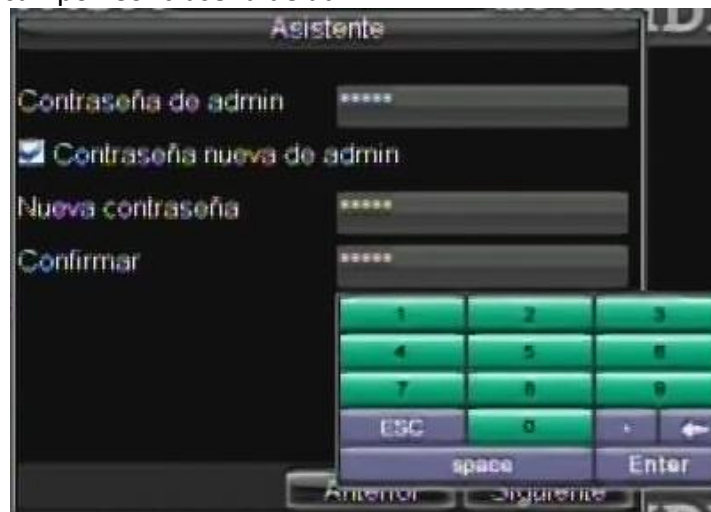 Asistente
Contraseña de admin *****
Contraseña nueva de admin
Nueva contraseña *****
Confirmar *****
1 2 3
4 5 6
7 8 9
ESC 0 .
space Enter
Anterior Siguiente